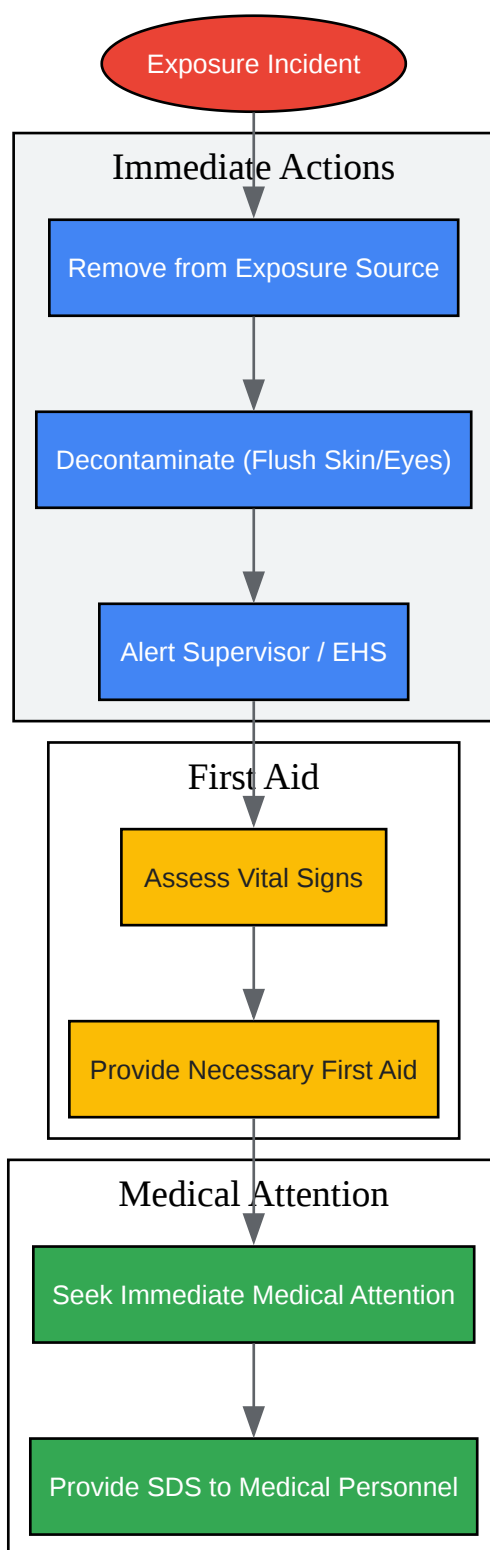 Exposure Incident
Immediate Actions
Remove from Exposure Source
Decontaminate (Flush Skin/Eyes)
Alert Supervisor / EHS
First Aid
Assess Vital Signs
Provide Necessary First Aid
Medical Attention
Seek Immediate Medical Attention
Provide SDS to Medical Personnel